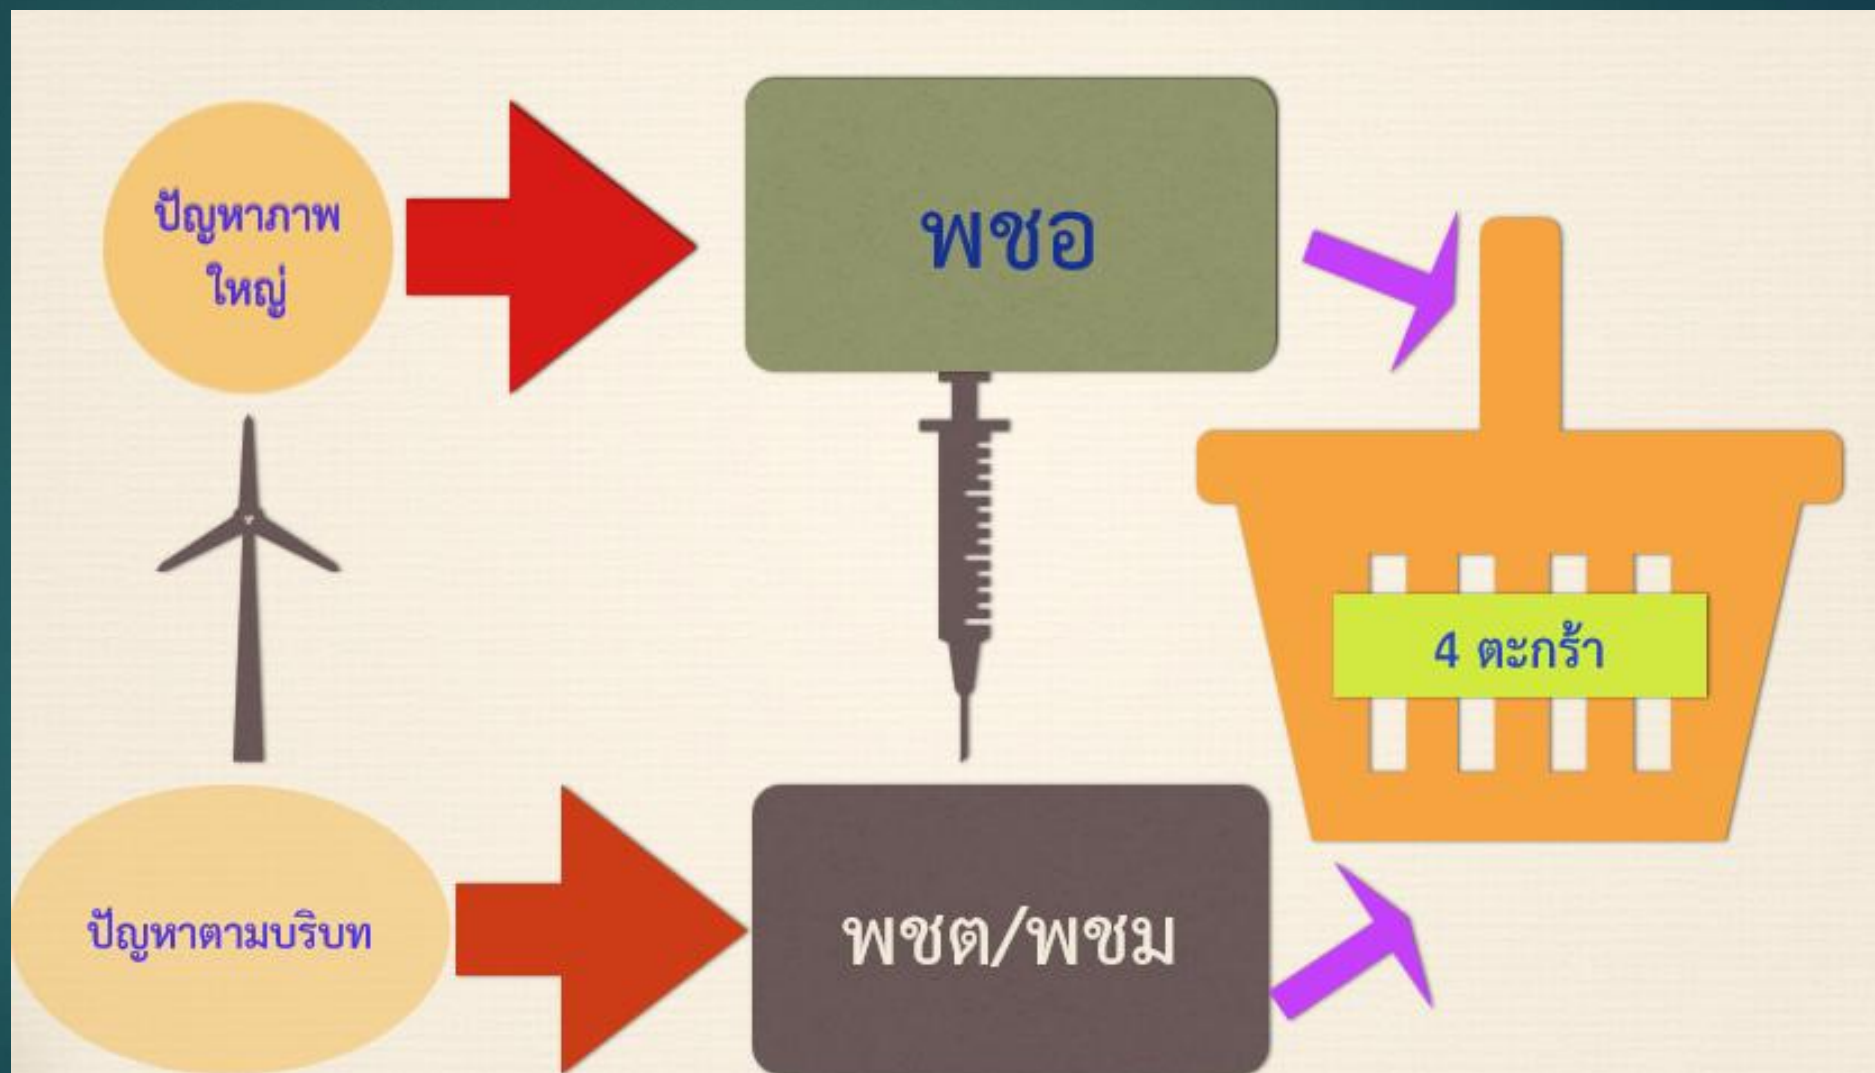 ปัญหาภาพ
ใหญ่
พชอ
4 ตะกร้า
ปัญหาตามบริบท
พชต/พชม